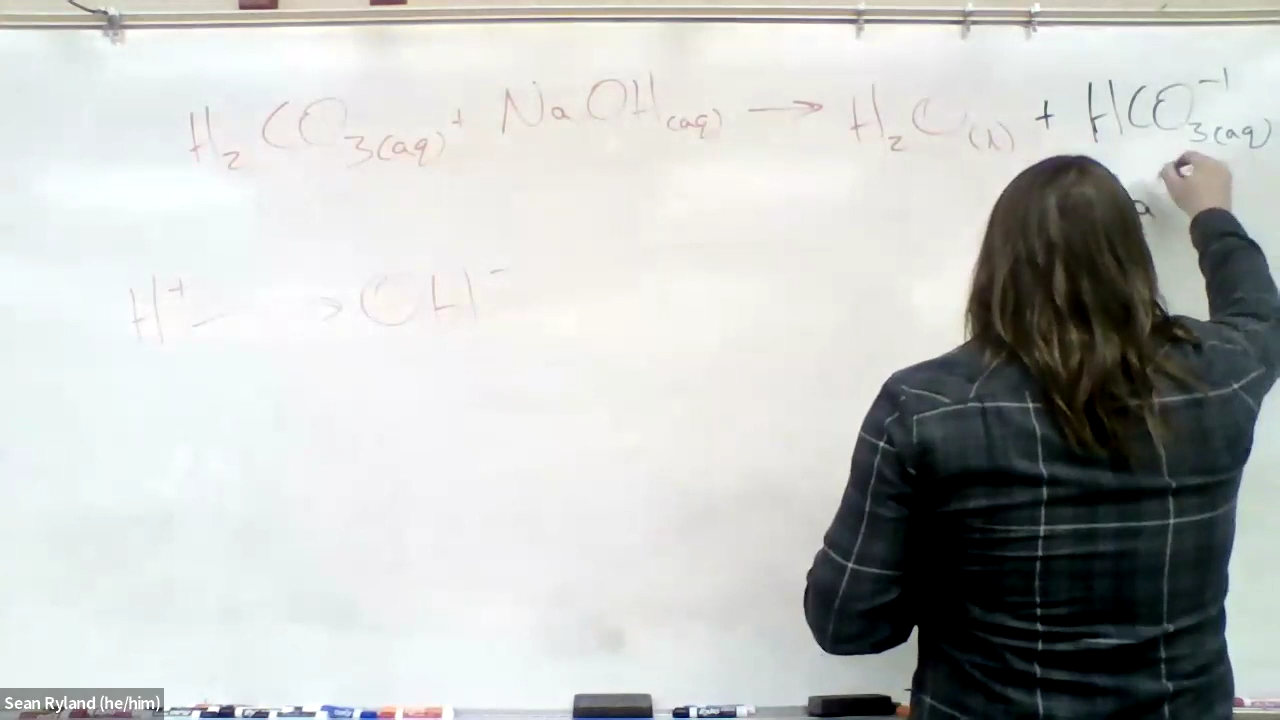 H₂CO₃(aq) + NaOH(aq) → H₂O(l) + HCO₃⁻¹(aq)
a
H⁺ → OH⁻
Sean Ryland (he/him)